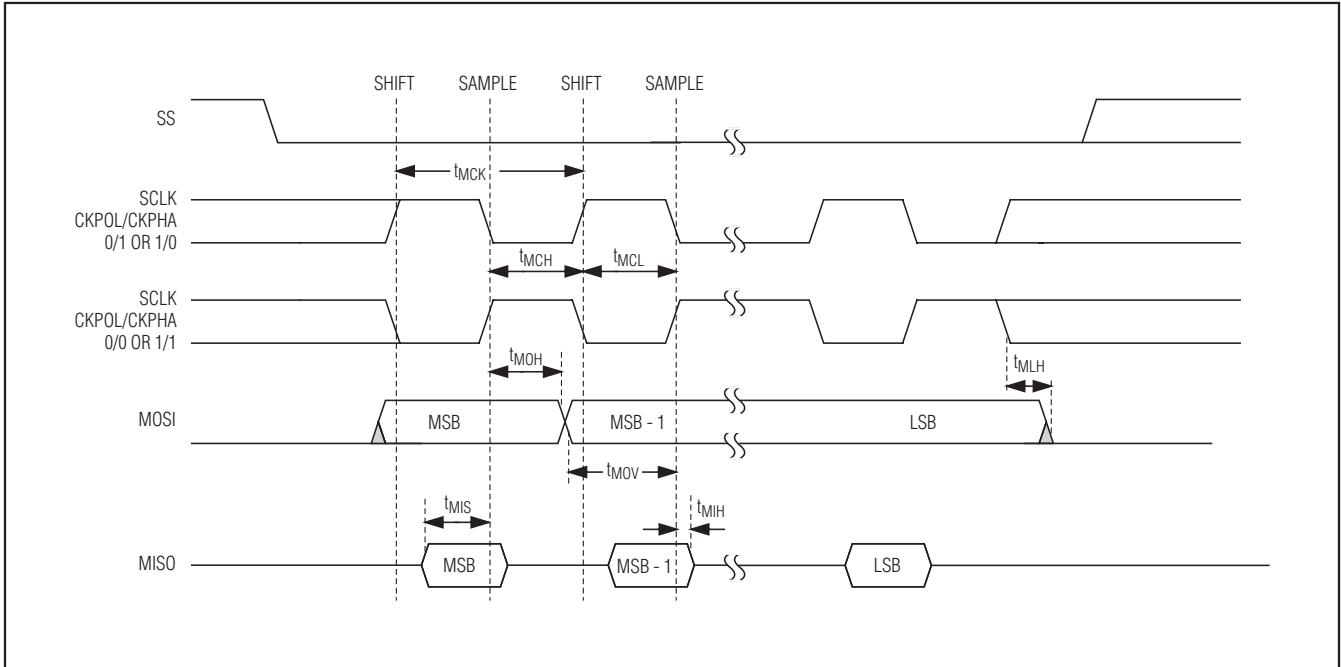 SHIFT SAMPLE SHIFT SAMPLE
SS
tMCK
SCLK
CKPOL/CKPHA
0/1 OR 1/0
tMCH tMCL
SCLK
CKPOL/CKPHA
0/0 OR 1/1
tMOH tMLH
MOSI MSB MSB - 1 LSB
tMOV
tMIS tMIH
MISO MSB MSB - 1 LSB